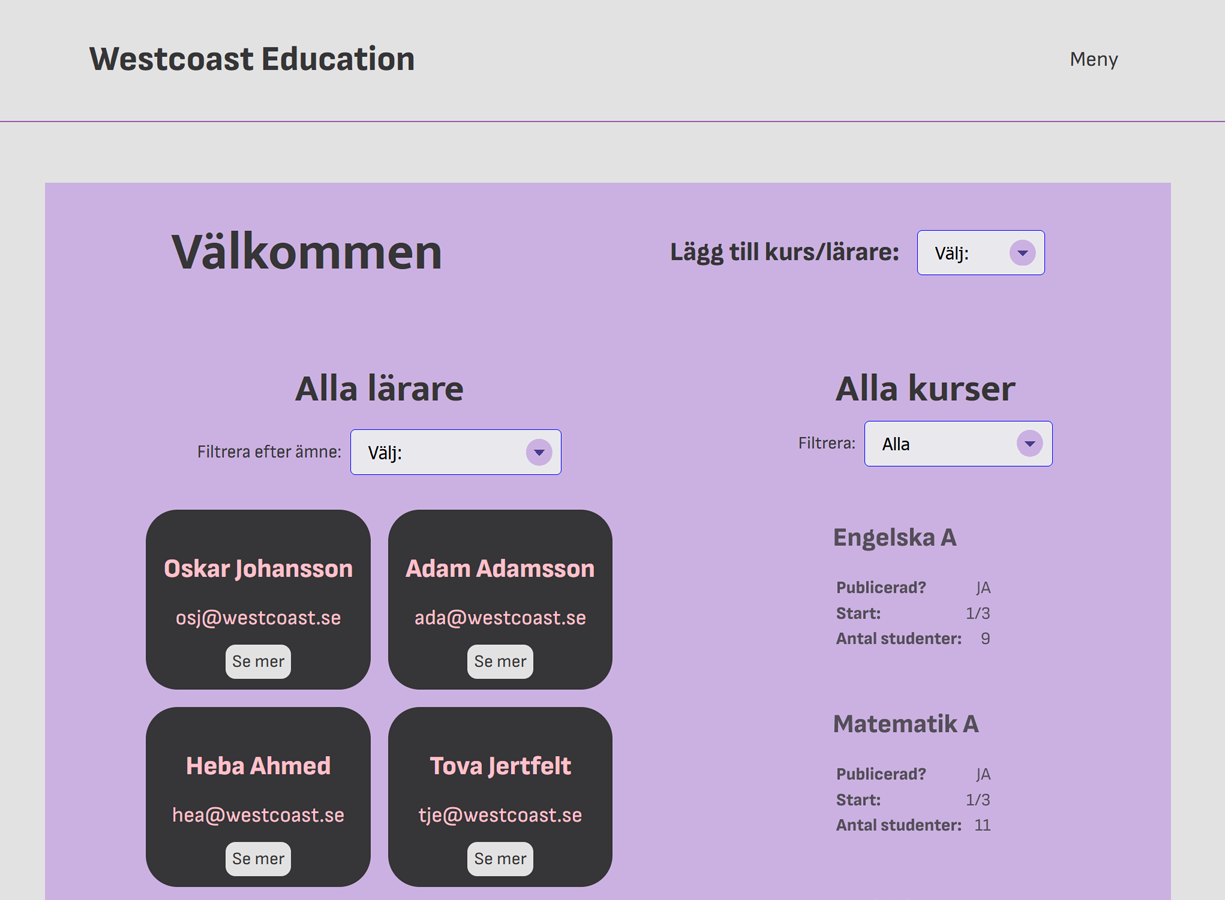 Westcoast Education
Meny
Välkommen
Lägg till kurs/lärare:
Välj:
Alla lärare
Filtrera efter ämne:
Välj:
Oskar Johansson
osj@westcoast.se
Se mer
Adam Adamsson
ada@westcoast.se
Se mer
Heba Ahmed
hea@westcoast.se
Se mer
Tova Jertfelt
tje@westcoast.se
Se mer
Alla kurser
Filtrera:
Alla
Engelska A
Publicerad? JA
Start: 1/3
Antal studenter: 9
Matematik A
Publicerad? JA
Start: 1/3
Antal studenter: 11